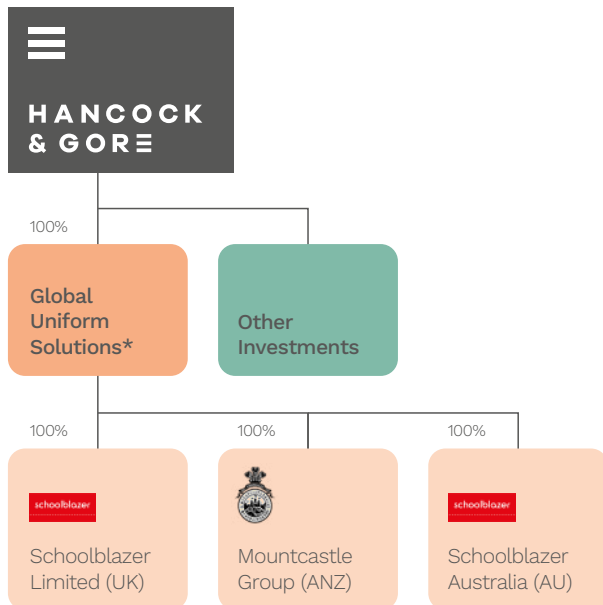 HANCOCK
& GORE
100%
Global
Uniform
Solutions*
Other
Investments
100%
100%
100%
schoolblazer
schoolblazer
Schoolblazer
Limited (UK)
Mountcastle
Group (ANZ)
Schoolblazer
Australia (AU)